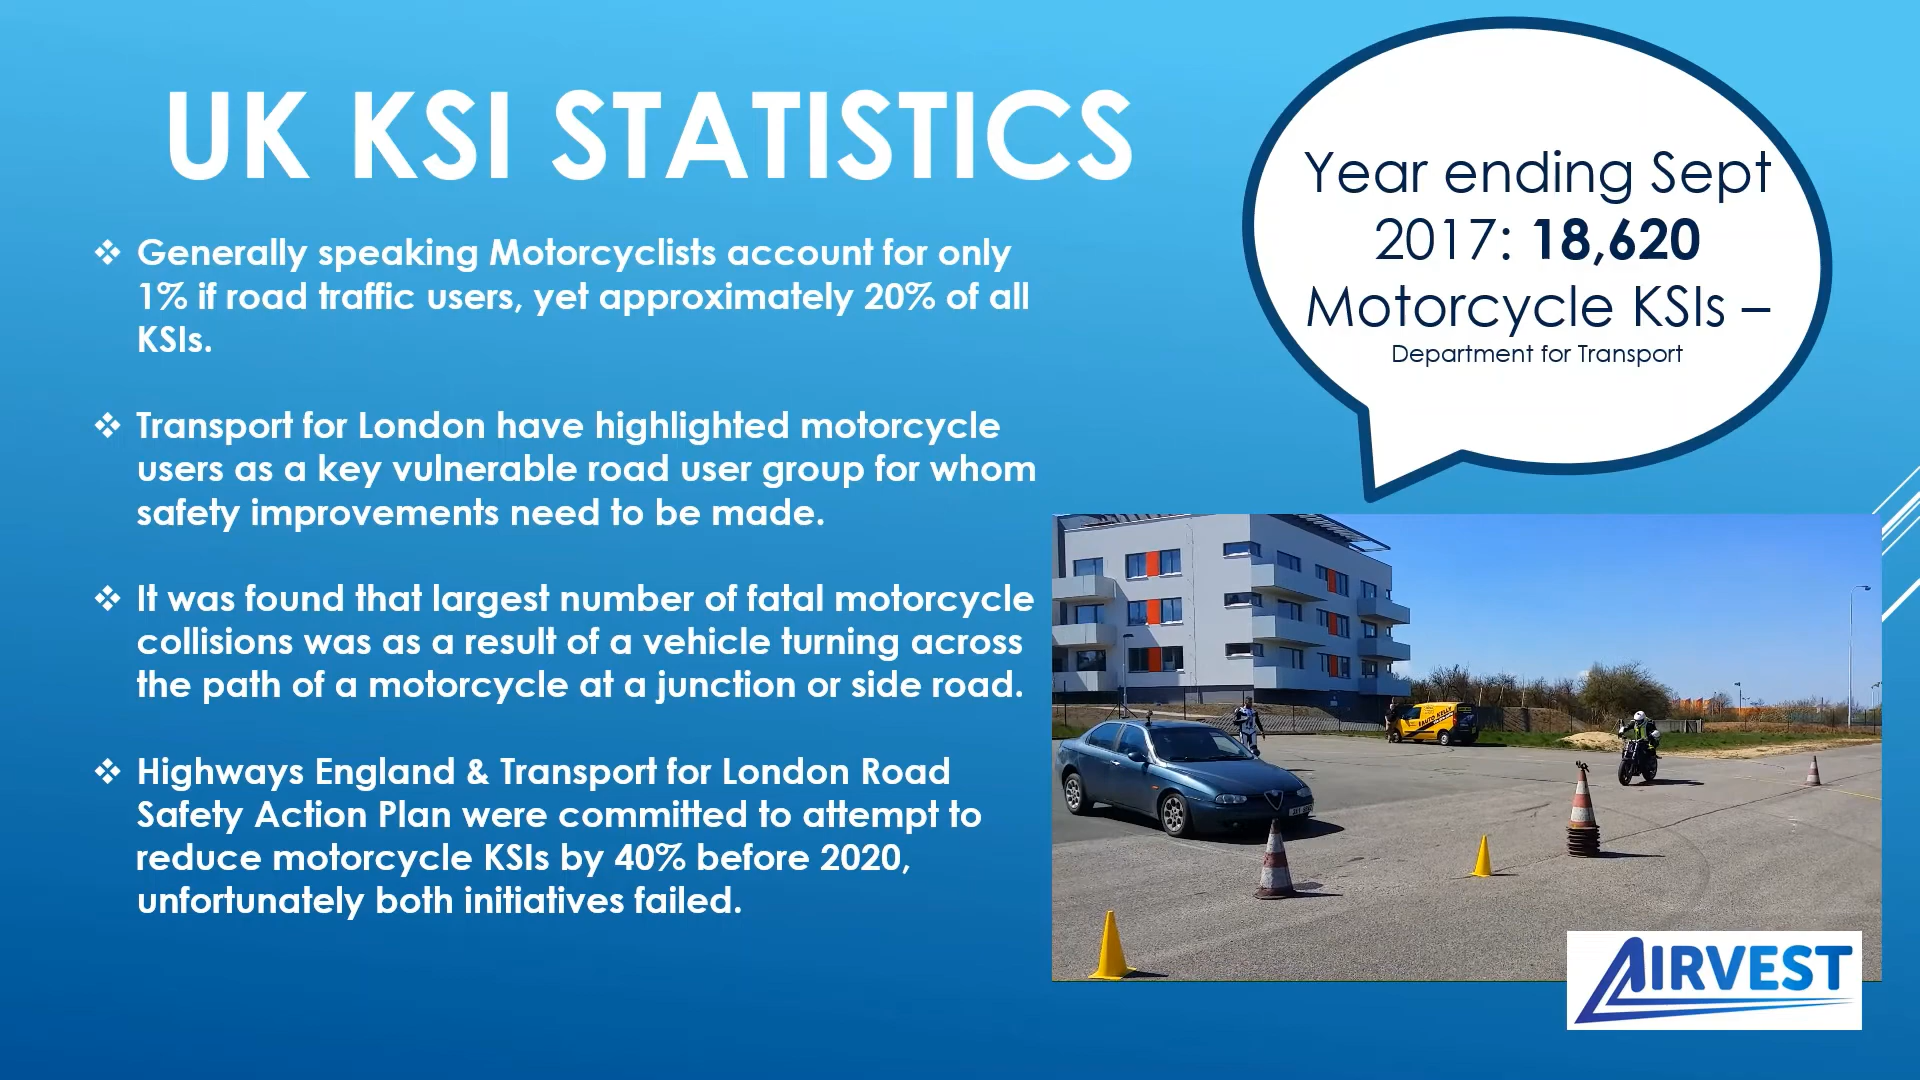 UK KSI STATISTICS
Generally speaking Motorcyclists account for only
1% if road traffic users, yet approximately 20% of all
KSIs.
Transport for London have highlighted motorcycle
users as a key vulnerable road user group for whom
safety improvements need to be made.
It was found that largest number of fatal motorcycle
collisions was as a result of a vehicle turning across
the path of a motorcycle at a junction or side road.
Highways England & Transport for London Road
Safety Action Plan were committed to attempt to
reduce motorcycle KSIs by 40% before 2020,
unfortunately both initiatives failed.
Year ending Sept
2017: 18,620
Motorcycle KSIs –
Department for Transport
AUTO KELLY
AIRVEST